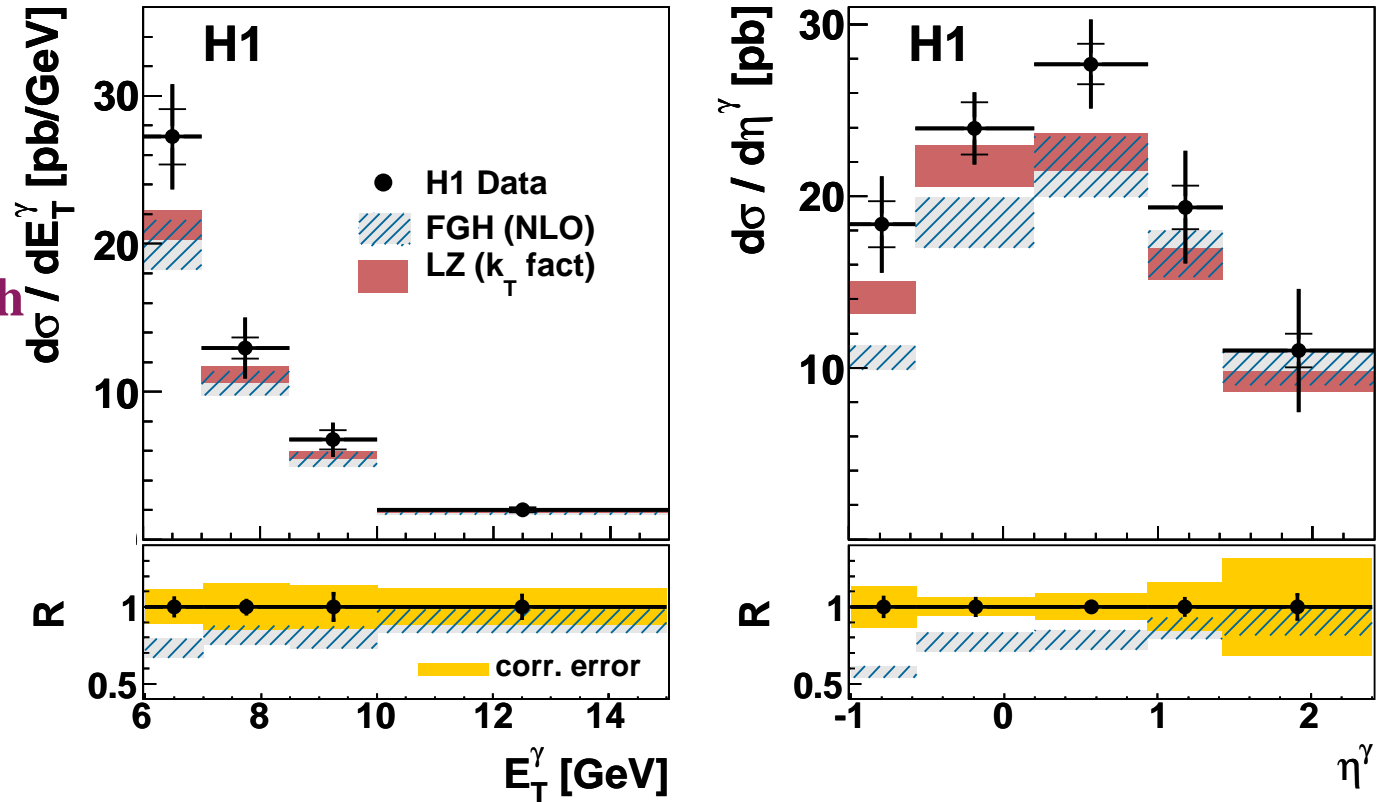 H1
dσ / dE_T^γ [pb/GeV]
30
20
10
H1 Data
FGH (NLO)
LZ (k_T fact)
h
R
1
0.5
corr. error
6 8 10 12 14
E_T^γ [GeV]
H1
dσ / dη^γ [pb]
30
20
10
R
1
0.5
-1 0 1 2
η^γ